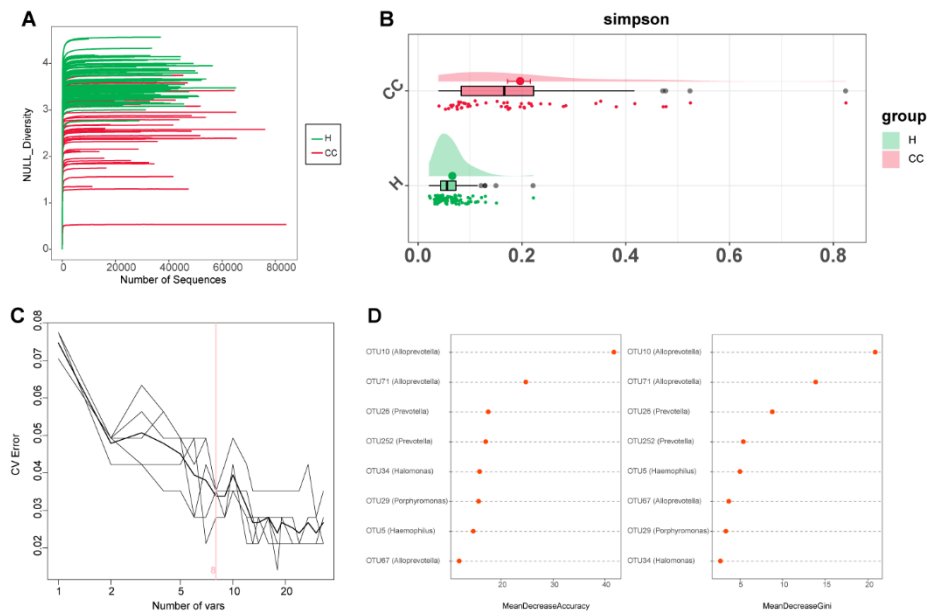 A
NULL_Diversity
4
3
2
1
0
0
20000
40000
60000
80000
Number of Sequences
H
CC
B
simpson
CC
H
0.0
0.2
0.4
0.6
0.8
group
H
CC
C
CV Error
0.08
0.07
0.06
0.05
0.04
0.03
0.02
1
2
5
10
20
Number of vars
D
OTU10 (Alloprevotella)
OTU71 (Alloprevotella)
OTU26 (Prevotella)
OTU252 (Prevotella)
OTU34 (Halomonas)
OTU29 (Porphyromonas)
OTU5 (Haemophilus)
OTU67 (Alloprevotella)
20
30
40
MeanDecreaseAccuracy
OTU10 (Alloprevotella)
OTU71 (Alloprevotella)
OTU26 (Prevotella)
OTU252 (Prevotella)
OTU5 (Haemophilus)
OTU67 (Alloprevotella)
OTU29 (Porphyromonas)
OTU34 (Halomonas)
5
10
15
20
MeanDecreaseGini